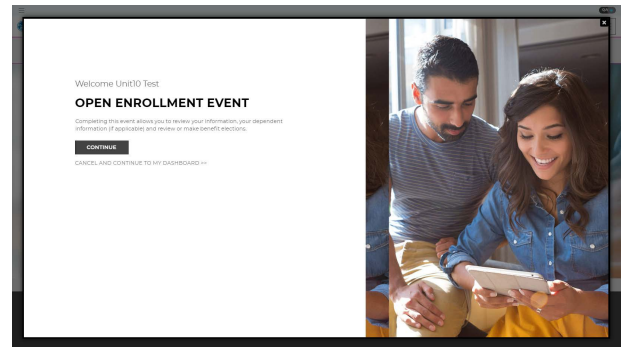 Welcome Unit10 Test
OPEN ENROLLMENT EVENT
Completing this event allows you to review your information, your dependent
information (if applicable) and review or make benefit elections.
CONTINUE
CANCEL AND CONTINUE TO MY DASHBOARD >>